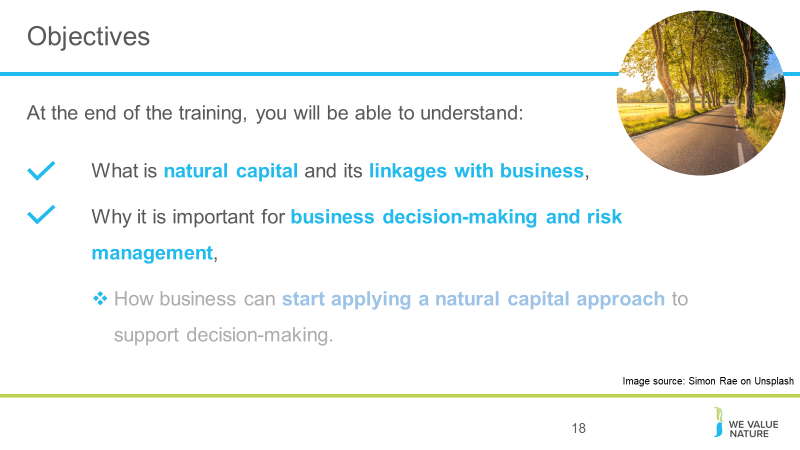 Objectives
At the end of the training, you will be able to understand:
What is natural capital and its linkages with business,
Why it is important for business decision-making and risk
management,
How business can start applying a natural capital approach to
support decision-making.
Image source: Simon Rae on Unsplash
18
WE VALUE
NATURE